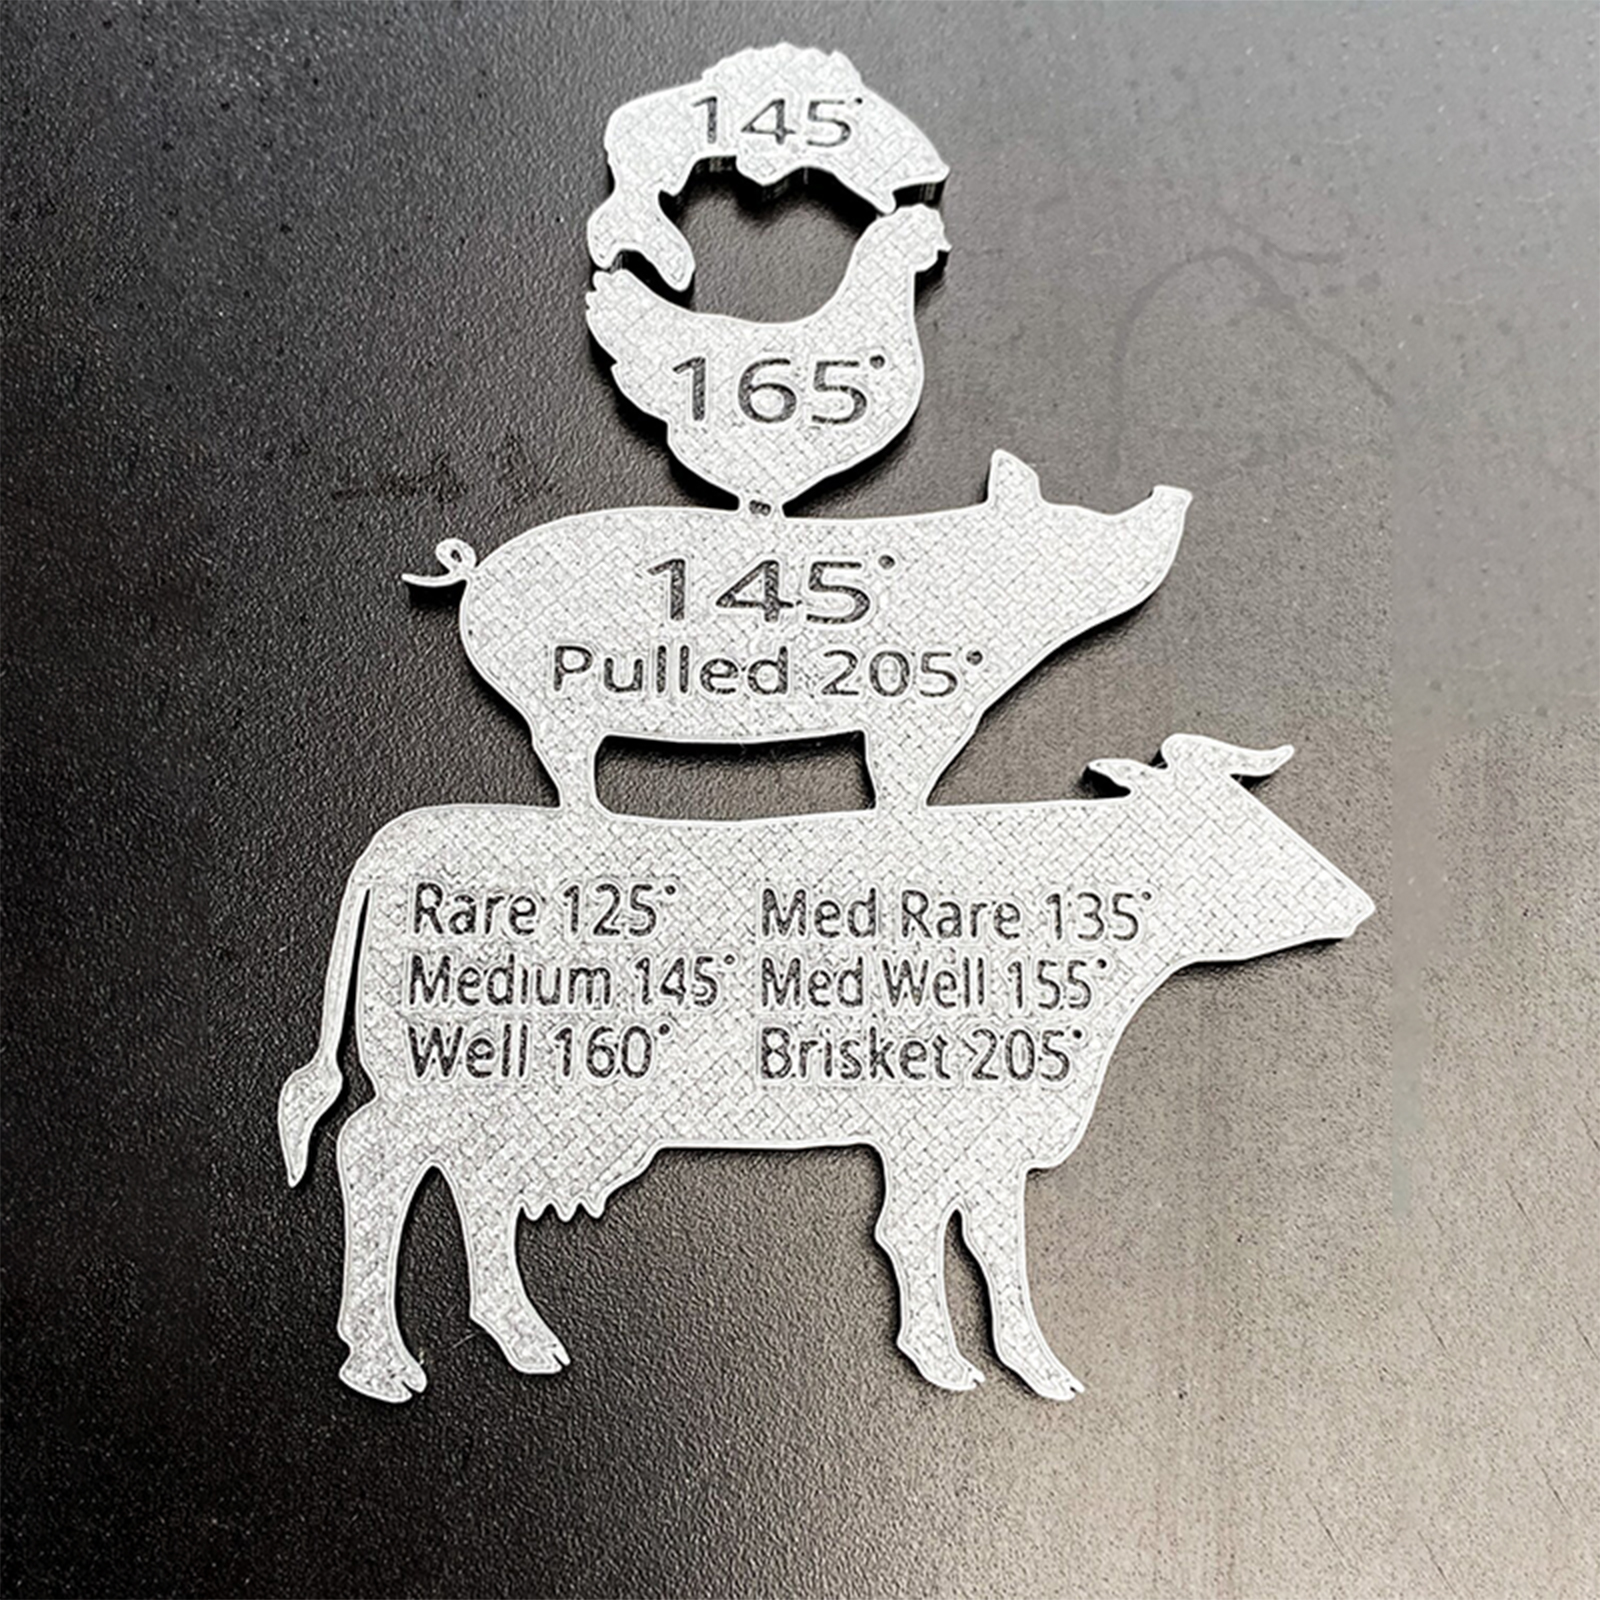 145°
165°
145°
Pulled 205°
Rare 125° Med Rare 135°
Medium 145° Med Well 155°
Well 160° Brisket 205°